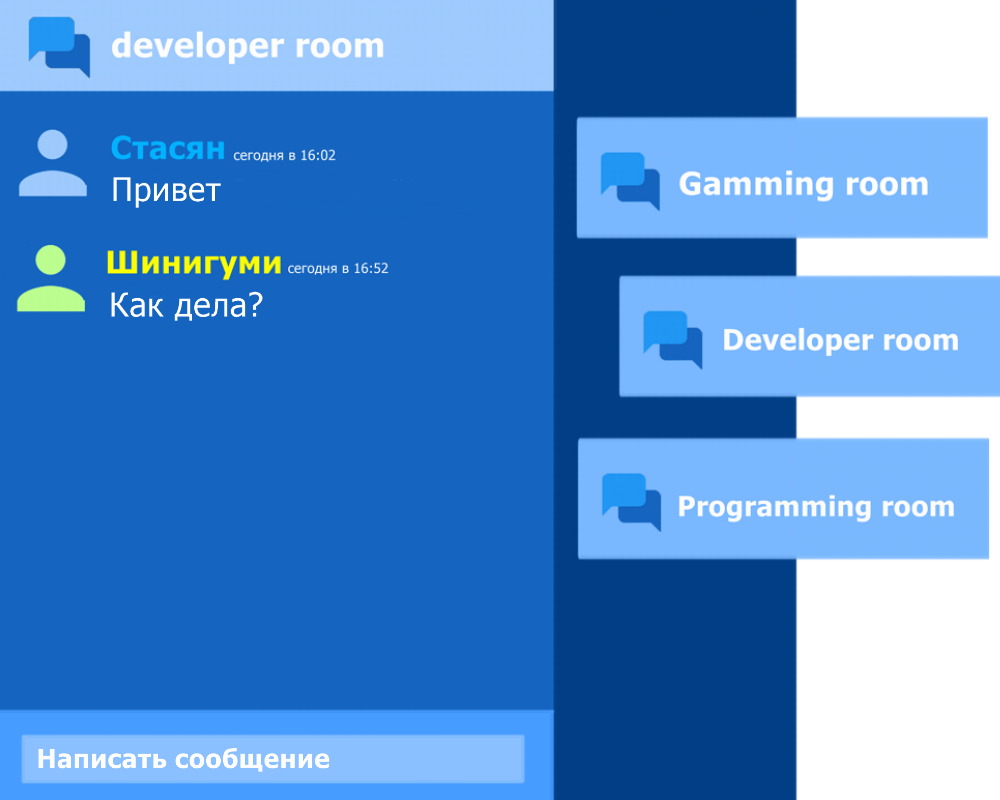 developer room
Стасян сегодня в 16:02
Привет
Шинигуми сегодня в 16:52
Как дела?
Написать сообщение
Gamming room
Developer room
Programming room